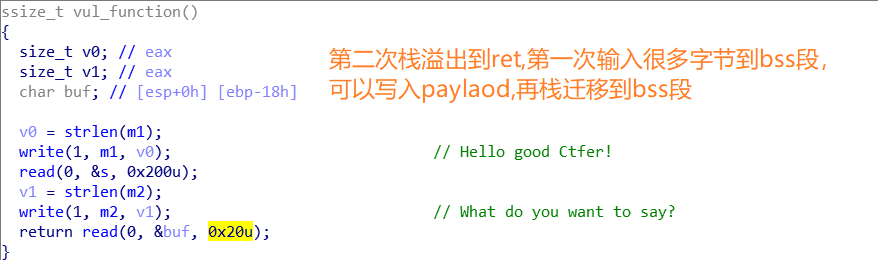 ssize_t vul_function()
{
size_t v0; // eax
size_t v1; // eax
char buf; // [esp+0h] [ebp-18h]
第二次栈溢出到ret,第一次输入很多字节到bss段,
可以写入paylaod,再栈迁移到bss段
v0 = strlen(m1);
write(1, m1, v0); // Hello good Ctfer!
read(0, &s, 0x200u);
v1 = strlen(m2);
write(1, m2, v1); // What do you want to say?
return read(0, &buf, 0x20u);
}